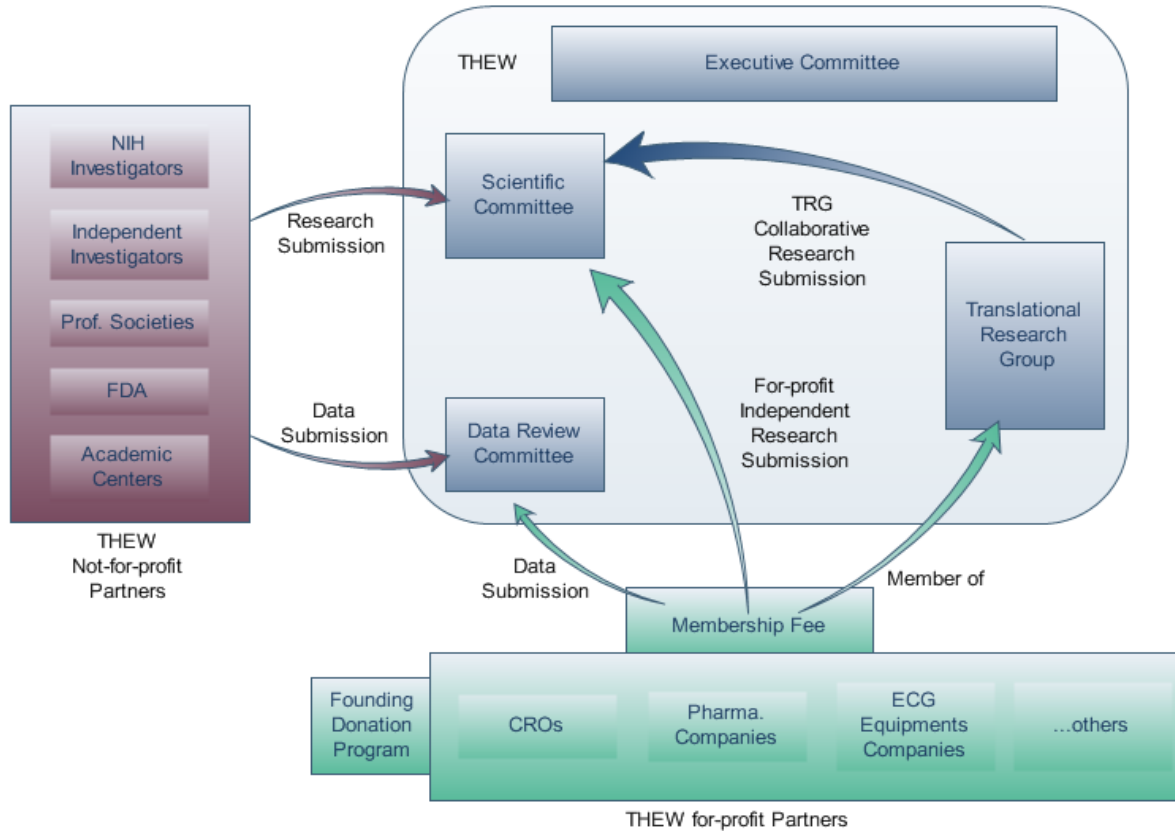 THEW
Executive Committee
NIH
Investigators
Independent
Investigators
Prof. Societies
FDA
Academic
Centers
THEW
Not-for-profit
Partners
Research
Submission
Data
Submission
Scientific
Committee
Data Review
Committee
TRG
Collaborative
Research
Submission
Translational
Research
Group
For-profit
Independent
Research
Submission
Data
Submission
Member of
Membership Fee
Founding
Donation
Program
CROs
Pharma.
Companies
ECG
Equipments
Companies
...others
THEW for-profit Partners